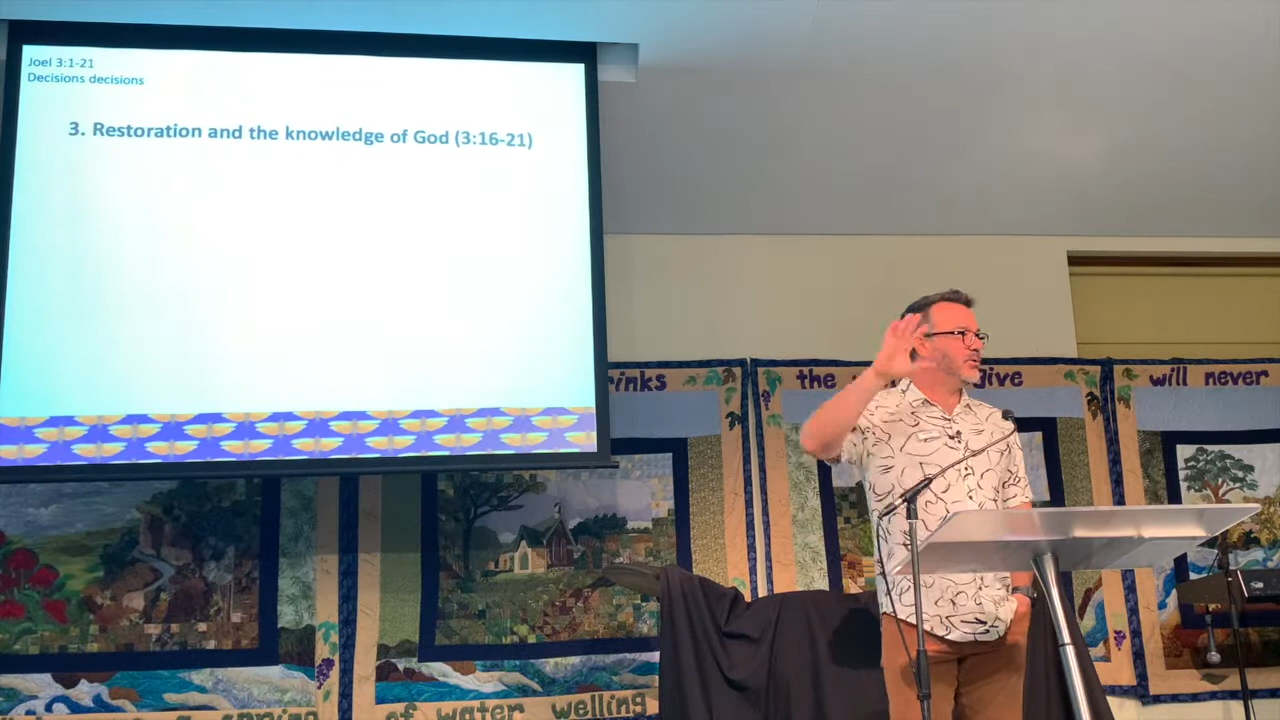 Joel 3:1-21
Decisions decisions
3. Restoration and the knowledge of God (3:16-21)
the give
will never
of water welling